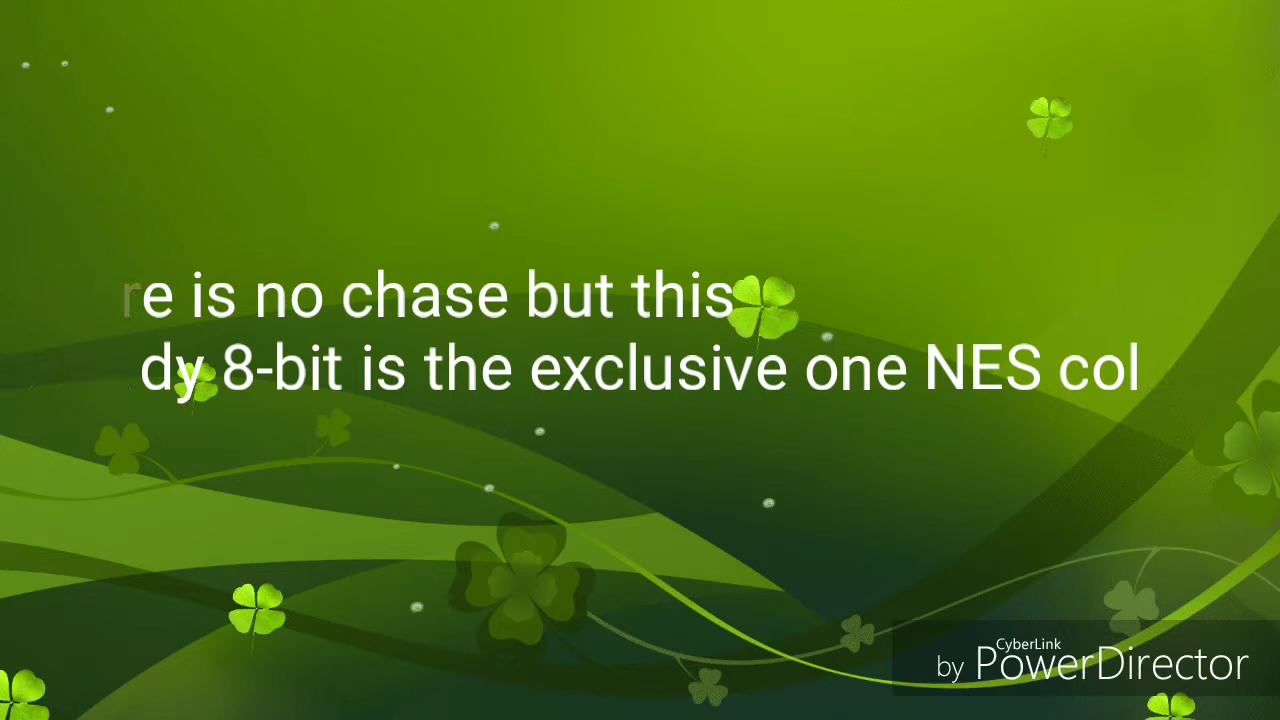 re is no chase but this
dy 8-bit is the exclusive one NES col
CyberLink
by PowerDirector